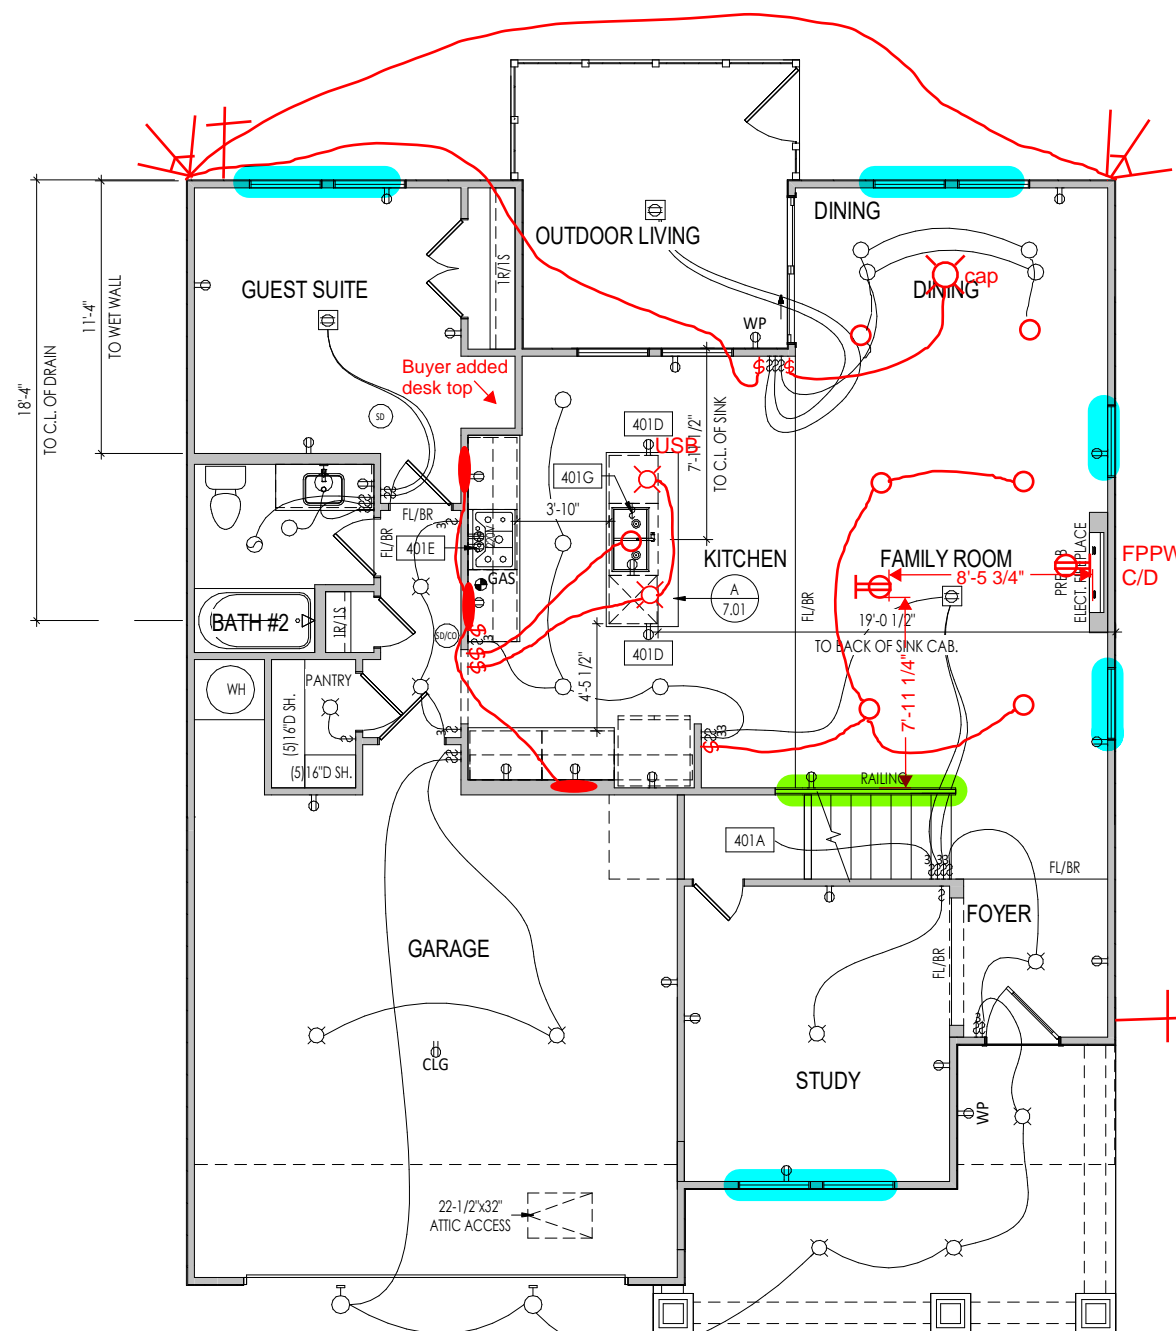 DINING
OUTDOOR LIVING
1R/1S
GUEST SUITE
DINING
cap
11'-4"
TO WET WALL
18'-4"
TO C.L. OF DRAIN
WP
Buyer added
desk top
SD
401D
USB
7'-11 1/2"
TO C.L. OF SINK
401G
3'-10"
FL/BR
FL/BR
401E
220V
GAS
KITCHEN
A
7.01
FAMILY ROOM
8'-5 3/4"
ELECT. FIREPLACE
FPPW
C/D
FL/BR
19'-0 1/2"
TO BACK OF SINK CAB.
BATH #2
1R/1S
SD/CO
401D
4'-5 1/2"
7'-11 1/4"
WH
PANTRY
(5)16"D SH.
(5)16"D SH.
RAILING
401A
3
33
FL/BR
FOYER
FL/BR
GARAGE
CLG
STUDY
WP
22-1/2"x32"
ATTIC ACCESS